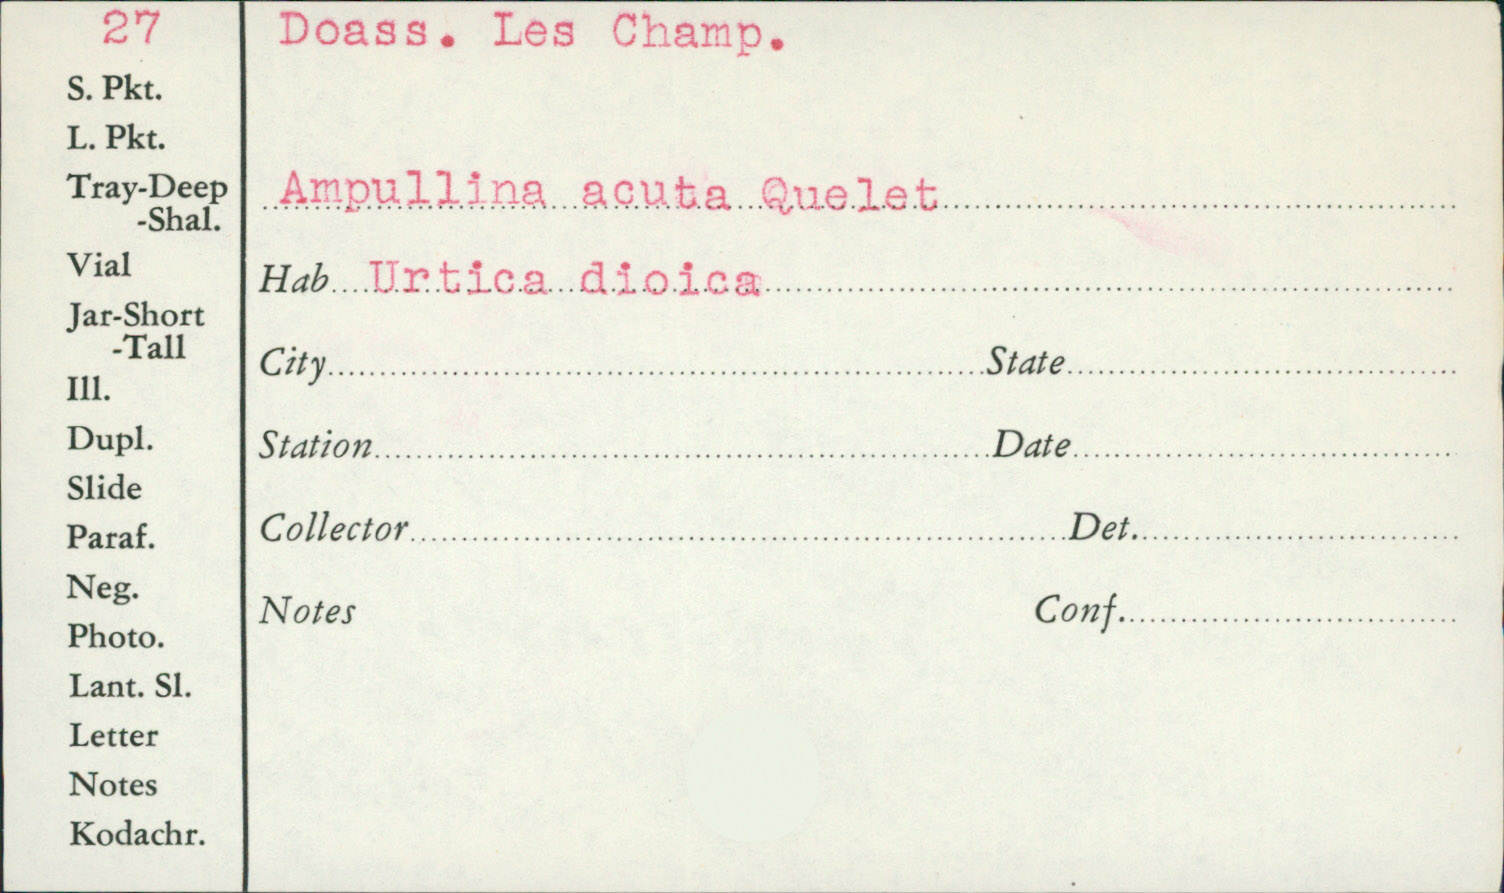 27
Doass. Les Champ.
S. Pkt.
L. Pkt.
Tray-Deep
-Shal.
Ampullina acuta Quelet
Vial
Hab Urtica dioica
Jar-Short
-Tall
City State
Ill.
Dupl.
Station Date
Slide
Paraf.
Collector Det.
Neg.
Notes Conf.
Photo.
Lant. Sl.
Letter
Notes
Kodachr.